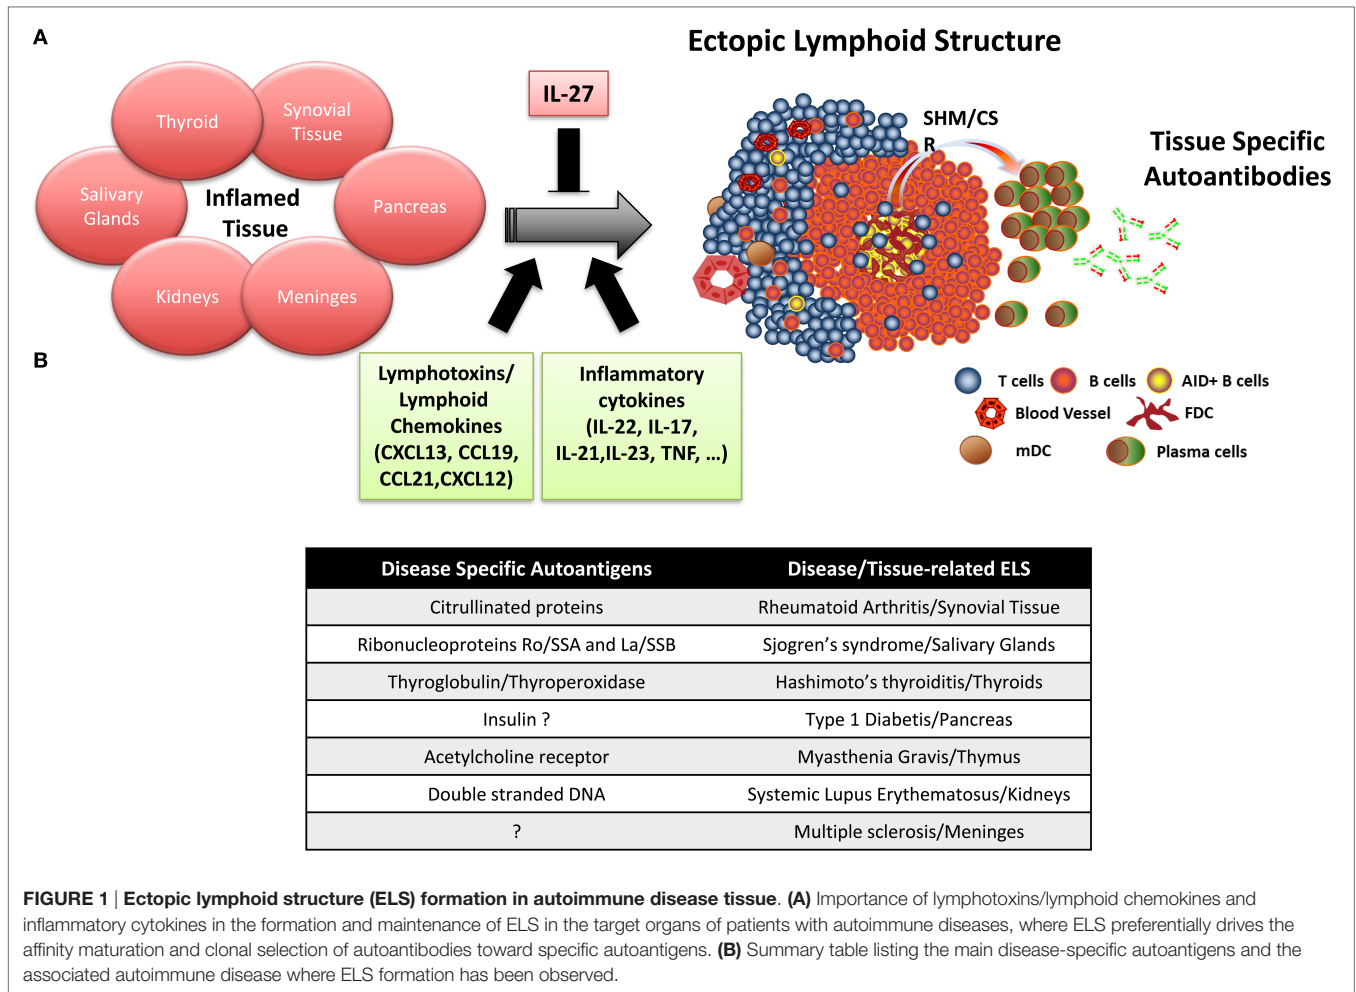 A
Ectopic Lymphoid Structure
IL-27
Thyroid
Synovial
Tissue
Salivary
Glands
Inflamed
Tissue
Pancreas
Kidneys
Meninges
SHM/CS
R
Tissue Specific
Autoantibodies
B
Lymphotoxins/
Lymphoid
Chemokines
(CXCL13, CCL19,
CCL21,CXCL12)
Inflammatory
cytokines
(IL-22, IL-17,
IL-21,IL-23, TNF, ...)
T cells B cells AID+ B cells
Blood Vessel FDC
mDC Plasma cells
Disease Specific Autoantigens Disease/Tissue-related ELS
Citrullinated proteins Rheumatoid Arthritis/Synovial Tissue
Ribonucleoproteins Ro/SSA and La/SSB Sjogren's syndrome/Salivary Glands
Thyroglobulin/Thyroperoxidase Hashimoto's thyroiditis/Thyroids
Insulin ? Type 1 Diabetis/Pancreas
Acetylcholine receptor Myasthenia Gravis/Thymus
Double stranded DNA Systemic Lupus Erythematosus/Kidneys
? Multiple sclerosis/Meninges
FIGURE 1 | Ectopic lymphoid structure (ELS) formation in autoimmune disease tissue. (A) Importance of lymphotoxins/lymphoid chemokines and
inflammatory cytokines in the formation and maintenance of ELS in the target organs of patients with autoimmune diseases, where ELS preferentially drives the
affinity maturation and clonal selection of autoantibodies toward specific autoantigens. (B) Summary table listing the main disease-specific autoantigens and the
associated autoimmune disease where ELS formation has been observed.